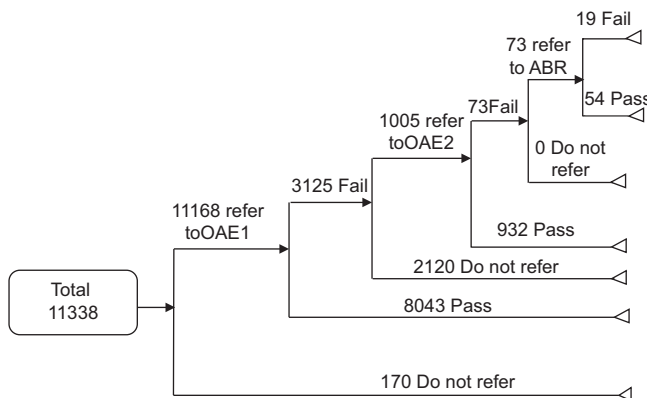 19 Fail
73 refer
to ABR
54 Pass
73Fail
1005 refer
toOAE2
0 Do not
refer
3125 Fail
11168 refer
toOAE1
932 Pass
2120 Do not refer
Total
11338
8043 Pass
170 Do not refer